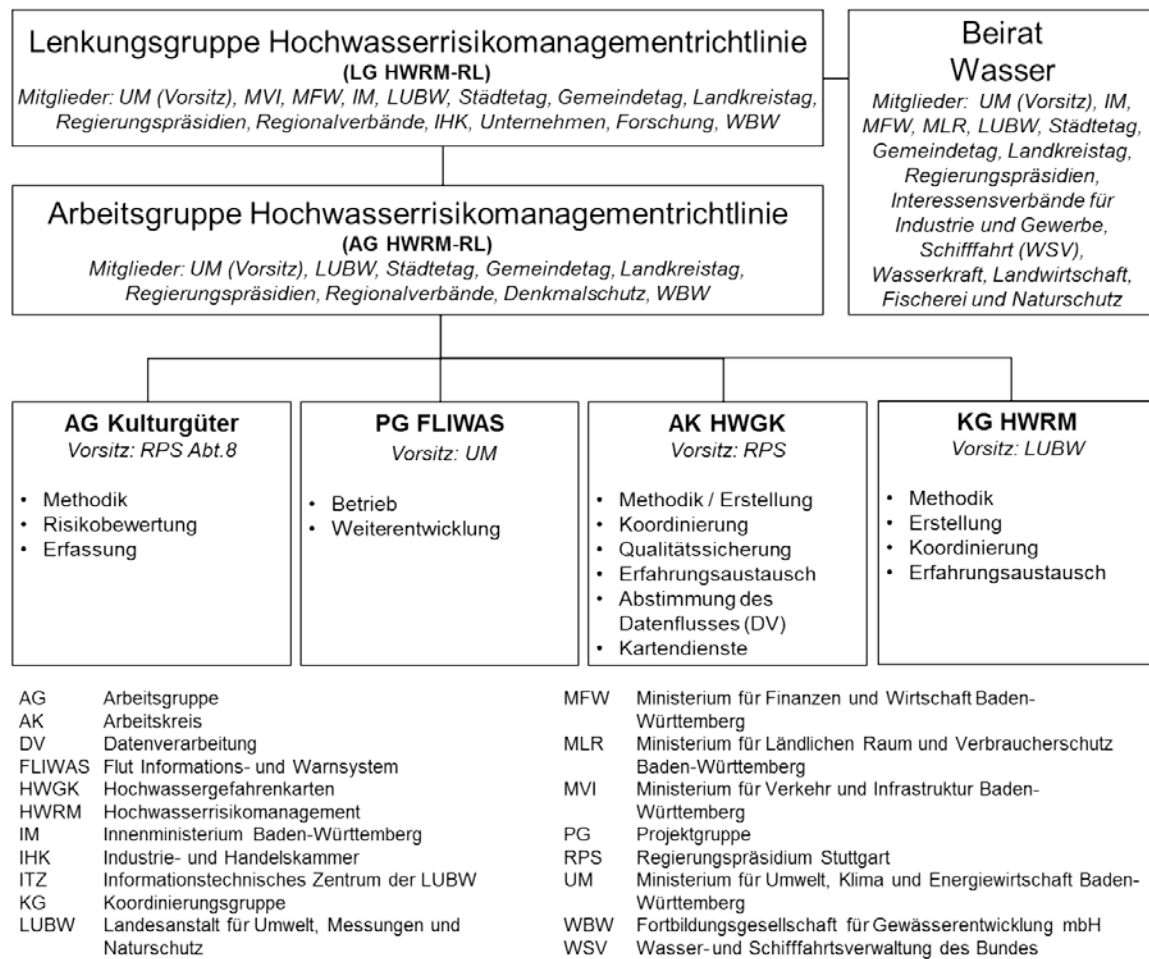 Lenkungsgruppe Hochwasserrisikomanagementrichtlinie
(LG HWRM-RL)
Mitglieder: UM (Vorsitz), MVI, MFW, IM, LUBW, Städtetag, Gemeindetag, Landkreistag,
Regierungspräsidien, Regionalverbände, IHK, Unternehmen, Forschung, WBW
Beirat
Wasser
Mitglieder: UM (Vorsitz), IM,
MFW, MLR, LUBW, Städtetag,
Gemeindetag, Landkreistag,
Regierungspräsidien,
Interessensverbände für
Industrie und Gewerbe,
Schifffahrt (WSV),
Wasserkraft, Landwirtschaft,
Fischerei und Naturschutz
Arbeitsgruppe Hochwasserrisikomanagementrichtlinie
(AG HWRM-RL)
Mitglieder: UM (Vorsitz), LUBW, Städtetag, Gemeindetag, Landkreistag,
Regierungspräsidien, Regionalverbände, Denkmalschutz, WBW
AG Kulturgüter
Vorsitz: RPS Abt.8
• Methodik
• Risikobewertung
• Erfassung
PG FLIWAS
Vorsitz: UM
• Betrieb
• Weiterentwicklung
AK HWGK
Vorsitz: RPS
• Methodik / Erstellung
• Koordinierung
• Qualitätssicherung
• Erfahrungsaustausch
• Abstimmung des
Datenflusses (DV)
• Kartendienste
KG HWRM
Vorsitz: LUBW
• Methodik
• Erstellung
• Koordinierung
• Erfahrungsaustausch
AG Arbeitsgruppe
AK Arbeitskreis
DV Datenverarbeitung
FLIWAS Flut Informations- und Warnsystem
HWGK Hochwassergefahrenkarten
HWRM Hochwasserrisikomanagement
IM Innenministerium Baden-Württemberg
IHK Industrie- und Handelskammer
ITZ Informationstechnisches Zentrum der LUBW
KG Koordinierungsgruppe
LUBW Landesanstalt für Umwelt, Messungen und
Naturschutz
MFW Ministerium für Finanzen und Wirtschaft Baden-
Württemberg
MLR Ministerium für Ländlichen Raum und Verbraucherschutz
Baden-Württemberg
MVI Ministerium für Verkehr und Infrastruktur Baden-
Württemberg
PG Projektgruppe
RPS Regierungspräsidium Stuttgart
UM Ministerium für Umwelt, Klima und Energiewirtschaft Baden-
Württemberg
WBW Fortbildungsgesellschaft für Gewässerentwicklung mbH
WSV Wasser- und Schifffahrtsverwaltung des Bundes